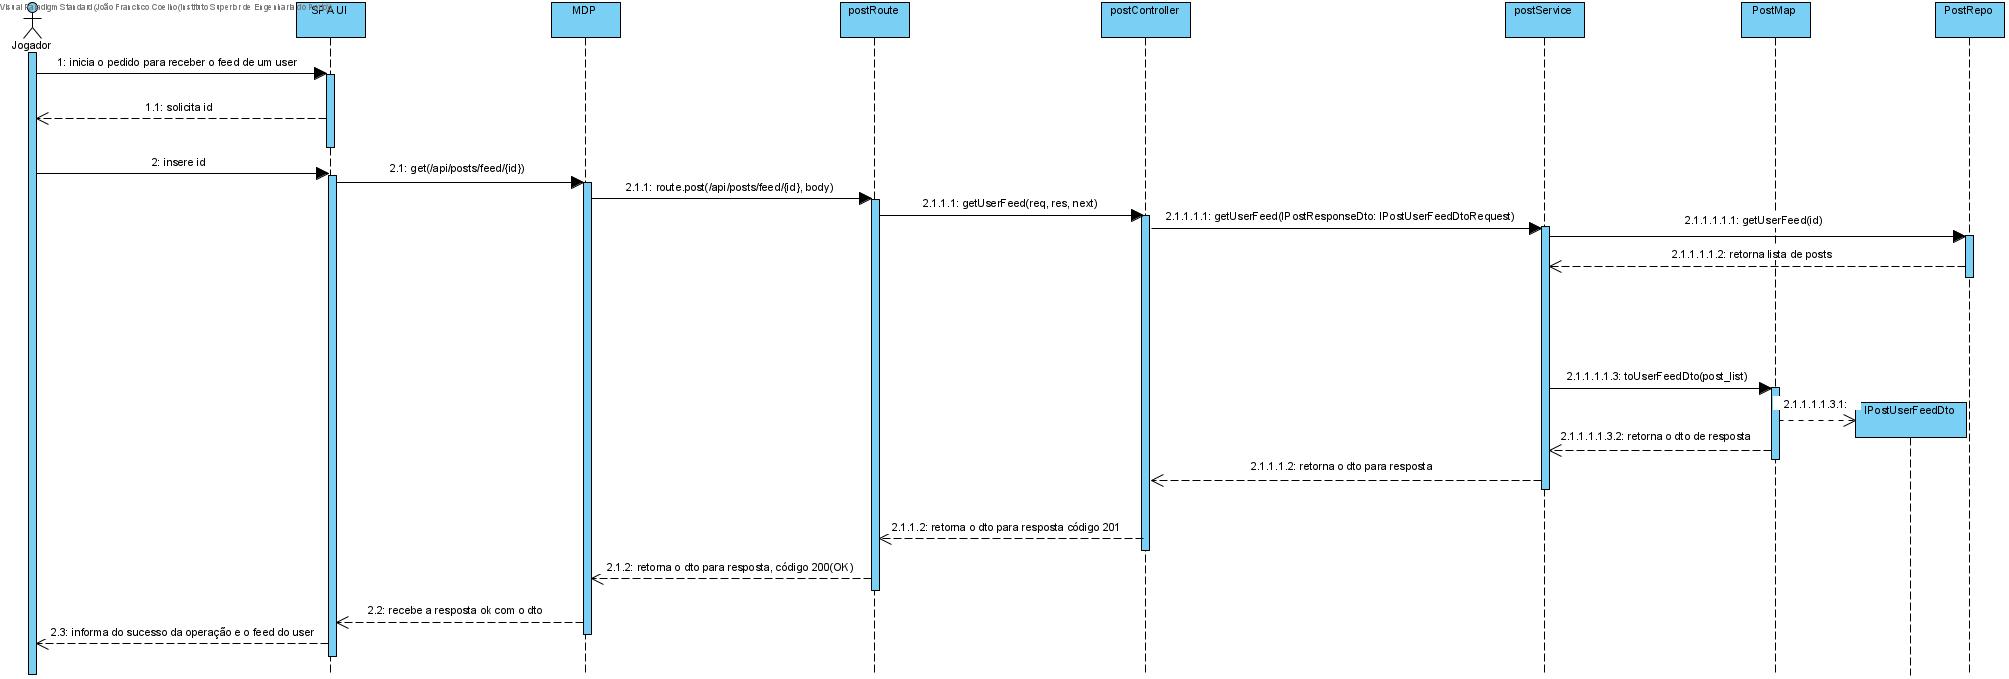 Visual Paradigm Standard(João Francisco Coelho(Instituto Superior de Engenharia do
Jogador
SPA UI
MDP
postRoute
postController
postService
PostMap
PostRepo
1: inicia o pedido para receber o feed de um user
1.1: solicita id
2: insere id
2.1: get(/api/posts/feed/{id})
2.1.1: route.post(/api/posts/feed/{id}, body)
2.1.1.1: getUserFeed(req, res, next)
2.1.1.1.1: getUserFeed(IPostResponseDto: IPostUserFeedDtoRequest)
2.1.1.1.1.1: getUserFeed(id)
2.1.1.1.1.2: retorna lista de posts
2.1.1.1.1.3: toUserFeedDto(post_list)
2.1.1.1.1.3.1:
IPostUserFeedDto
2.1.1.1.1.3.2: retorna o dto de resposta
2.1.1.1.2: retorna o dto para resposta
2.1.1.2: retorna o dto para resposta código 201
2.1.2: retorna o dto para resposta, código 200(OK)
2.2: recebe a resposta ok com o dto
2.3: informa do sucesso da operação e o feed do user